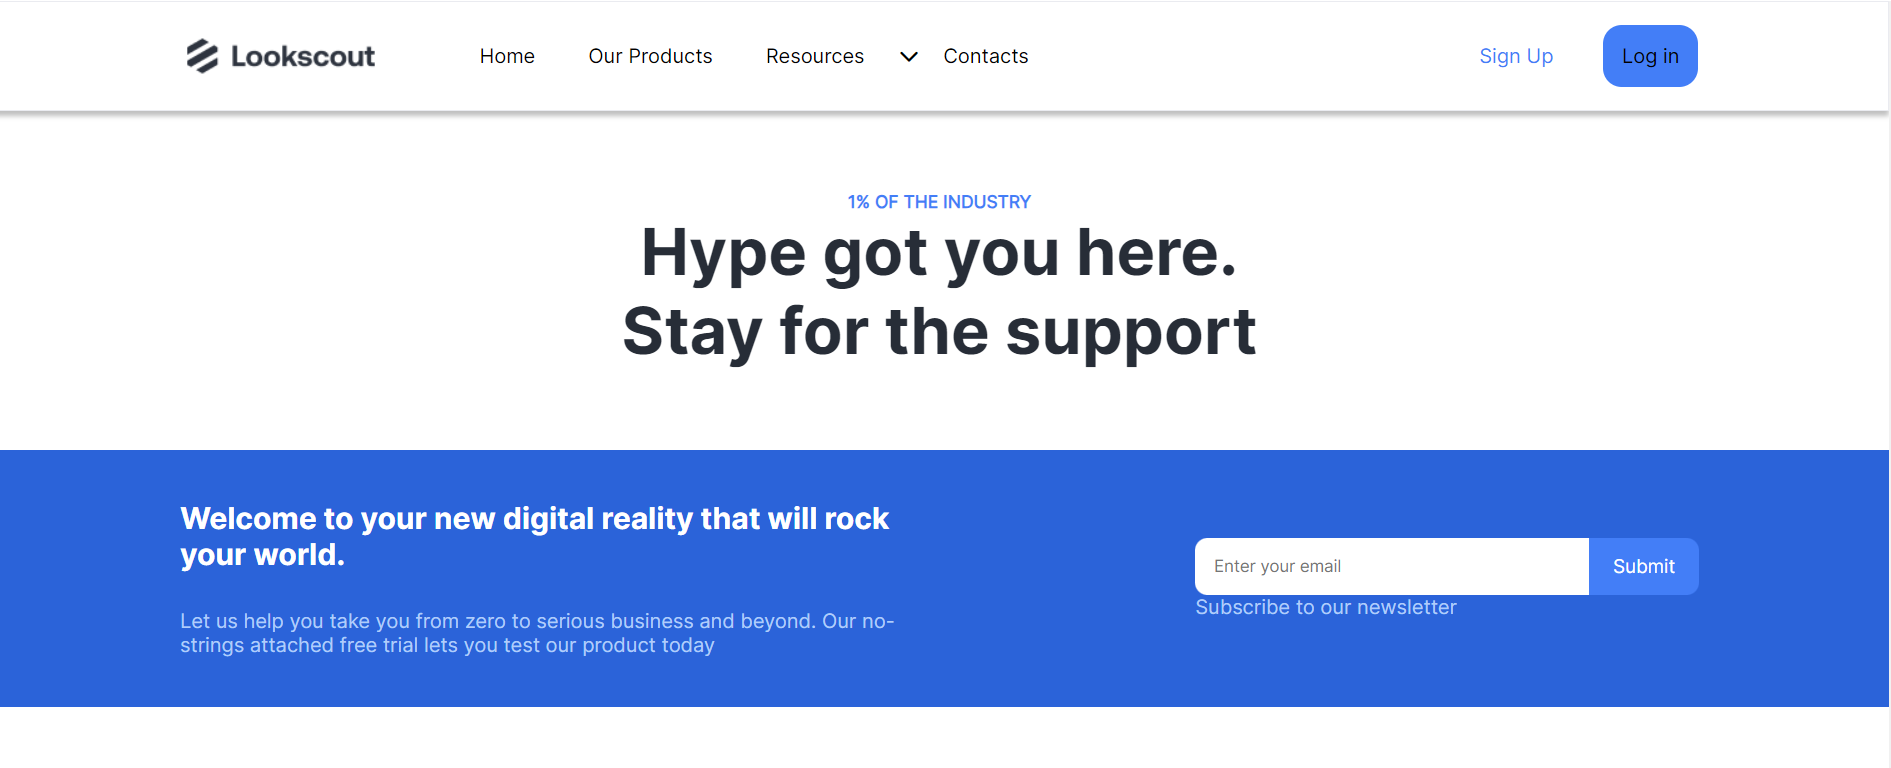 Lookscout Home Our Products Resources Contacts Sign Up Log in
1% OF THE INDUSTRY
Hype got you here.
Stay for the support
Welcome to your new digital reality that will rock
your world.
Let us help you take you from zero to serious business and beyond. Our no-
strings attached free trial lets you test our product today
Enter your email Submit
Subscribe to our newsletter